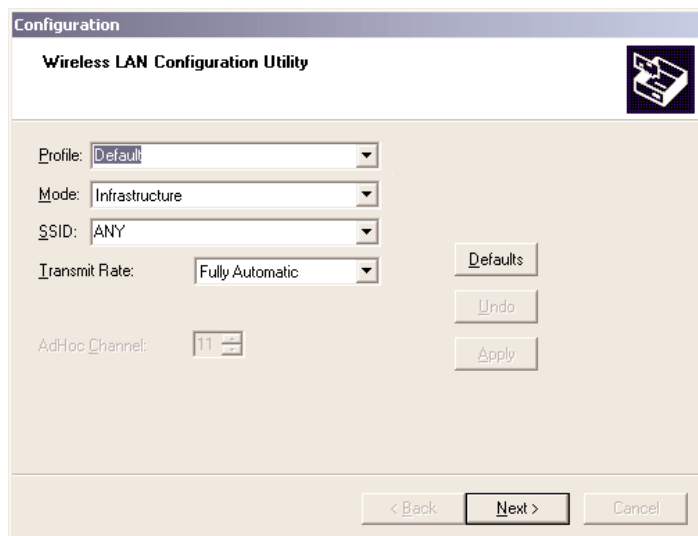 Configuration
Wireless LAN Configuration Utility
Profile: Default
Mode: Infrastructure
SSID: ANY
Transmit Rate: Fully Automatic
Defaults
Undo
AdHoc Channel: 11
Apply
< Back Next > Cancel